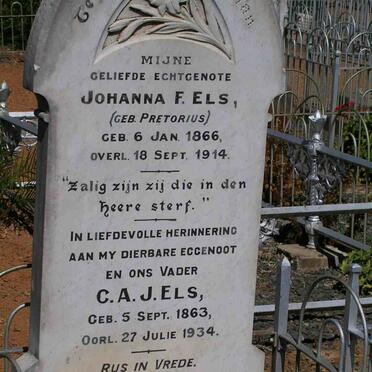 MIJNE
GELIEFDE ECHTGENOTE
JOHANNA F. ELS,
(GEB. PRETORIUS)
GEB. 6 JAN. 1866,
OVERL. 18 SEPT. 1914.
"Zalig zijn zij die in den
Heere sterf."
IN LIEFDEVOLLE HERINNERING
AAN MY DIERBARE EGGENOOT
EN ONS VADER
C.A.J. ELS,
GEB. 5 SEPT. 1863,
OORL. 27 JULIE 1934.
RUS IN VREDE.